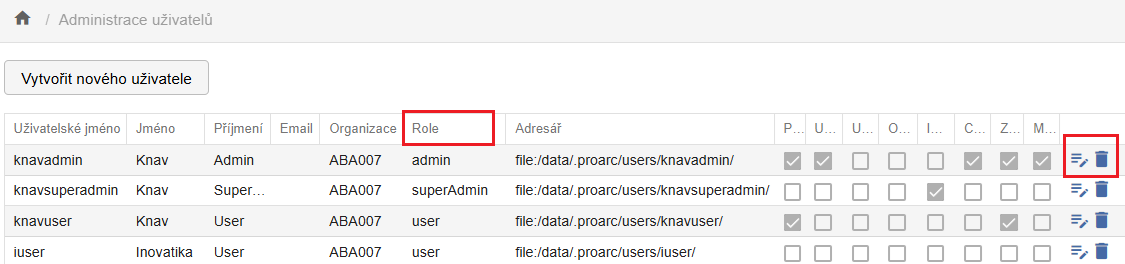 / Administrace uživatelů
Vytvořit nového uživatele
Uživatelské jméno Jméno Příjmení Email Organizace Role Adresář P... U... U... O... I... C... Z... M...
knavadmin Knav Admin ABA007 admin file:/data/.proarc/users/knavadmin/
knavsuperadmin Knav Super... ABA007 superAdmin file:/data/.proarc/users/knavsuperadmin/
knavuser Knav User ABA007 user file:/data/.proarc/users/knavuser/
iuser Inovatika User ABA007 user file:/data/.proarc/users/iuser/